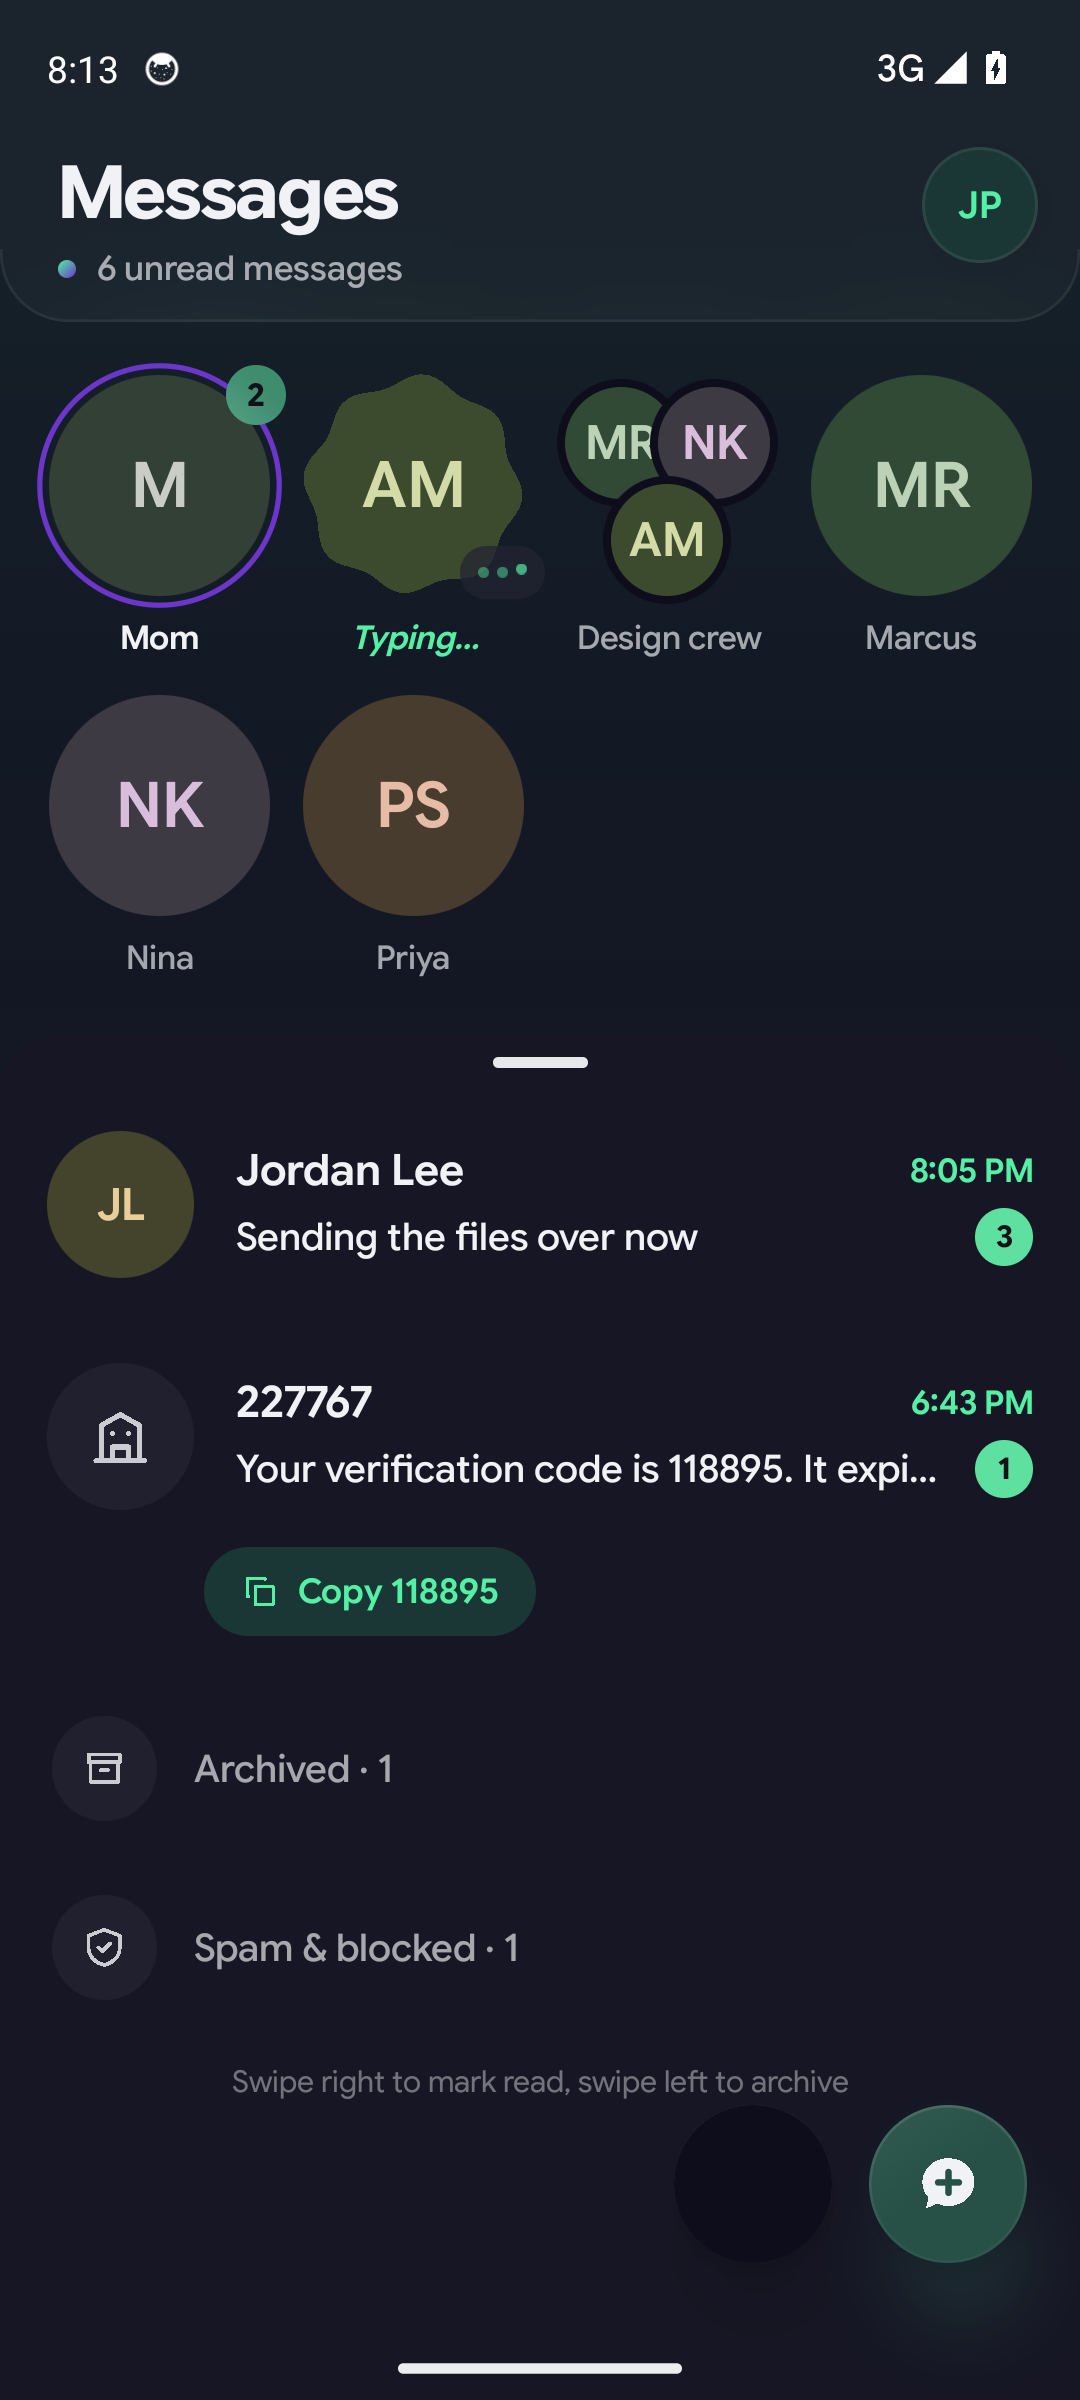 8:13
3G
Messages
JP
6 unread messages
M
2
AM
MR
NK
AM
MR
Mom
Typing...
Design crew
Marcus
NK
PS
Nina
Priya
JL
Jordan Lee
8:05 PM
Sending the files over now
3
227767
6:43 PM
Your verification code is 118895. It expi...
1
Copy 118895
Archived · 1
Spam & blocked · 1
Swipe right to mark read, swipe left to archive